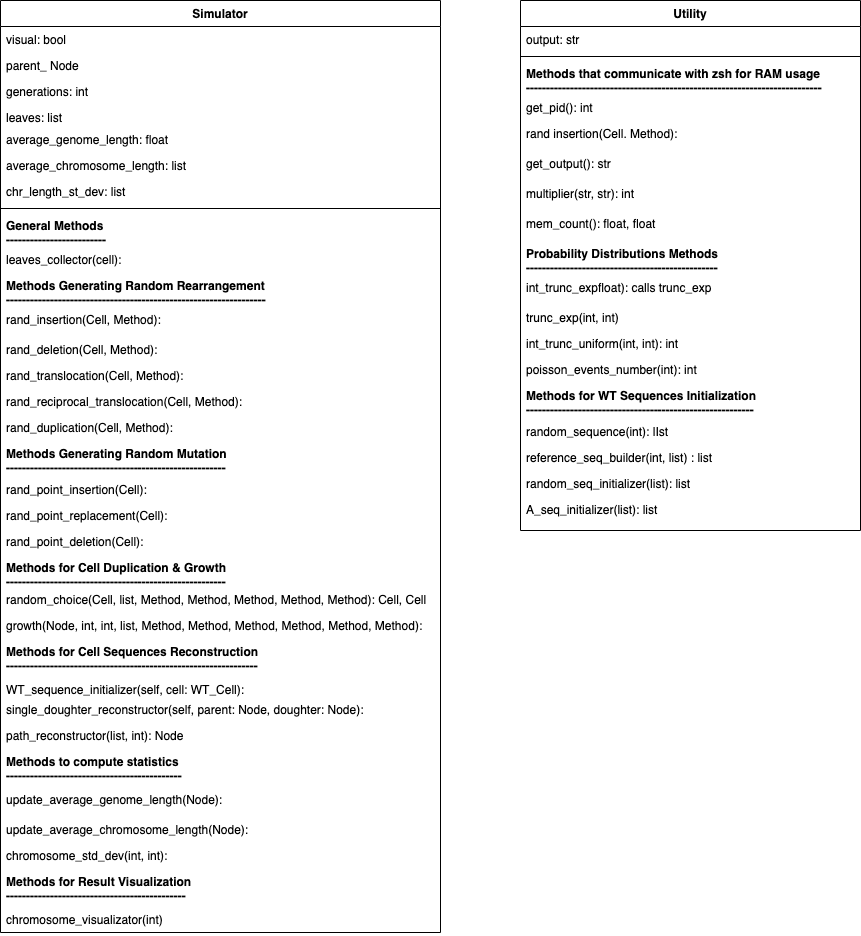 Simulator
visual: bool
parent_ Node
generations: int
leaves: list
average_genome_length: float
average_chromosome_length: list
chr_length_st_dev: list
General Methods
-------------------------
leaves_collector(cell):
Methods Generating Random Rearrangement
-----------------------------------------------------------------
rand_insertion(Cell, Method):
rand_deletion(Cell, Method):
rand_translocation(Cell, Method):
rand_reciprocal_translocation(Cell, Method):
rand_duplication(Cell, Method):
Methods Generating Random Mutation
-------------------------------------------------------
rand_point_insertion(Cell):
rand_point_replacement(Cell):
rand_point_deletion(Cell):
Methods for Cell Duplication & Growth
-------------------------------------------------------
random_choice(Cell, list, Method, Method, Method, Method, Method): Cell, Cell
growth(Node, int, int, list, Method, Method, Method, Method, Method, Method):
Methods for Cell Sequences Reconstruction
---------------------------------------------------------------
WT_sequence_initializer(self, cell: WT_Cell):
single_doughter_reconstructor(self, parent: Node, doughter: Node):
path_reconstructor(list, int): Node
Methods to compute statistics
--------------------------------------------
update_average_genome_length(Node):
update_average_chromosome_length(Node):
chromosome_std_dev(int, int):
Methods for Result Visualization
---------------------------------------------
chromosome_visualizator(int)
Utility
output: str
Methods that communicate with zsh for RAM usage
--------------------------------------------------------------------------
get_pid(): int
rand insertion(Cell. Method):
get_output(): str
multiplier(str, str): int
mem_count(): float, float
Probability Distributions Methods
------------------------------------------------
int_trunc_expfloat): calls trunc_exp
trunc_exp(int, int)
int_trunc_uniform(int, int): int
poisson_events_number(int): int
Methods for WT Sequences Initialization
---------------------------------------------------------
random_sequence(int): lIst
reference_seq_builder(int, list) : list
random_seq_initializer(list): list
A_seq_initializer(list): list